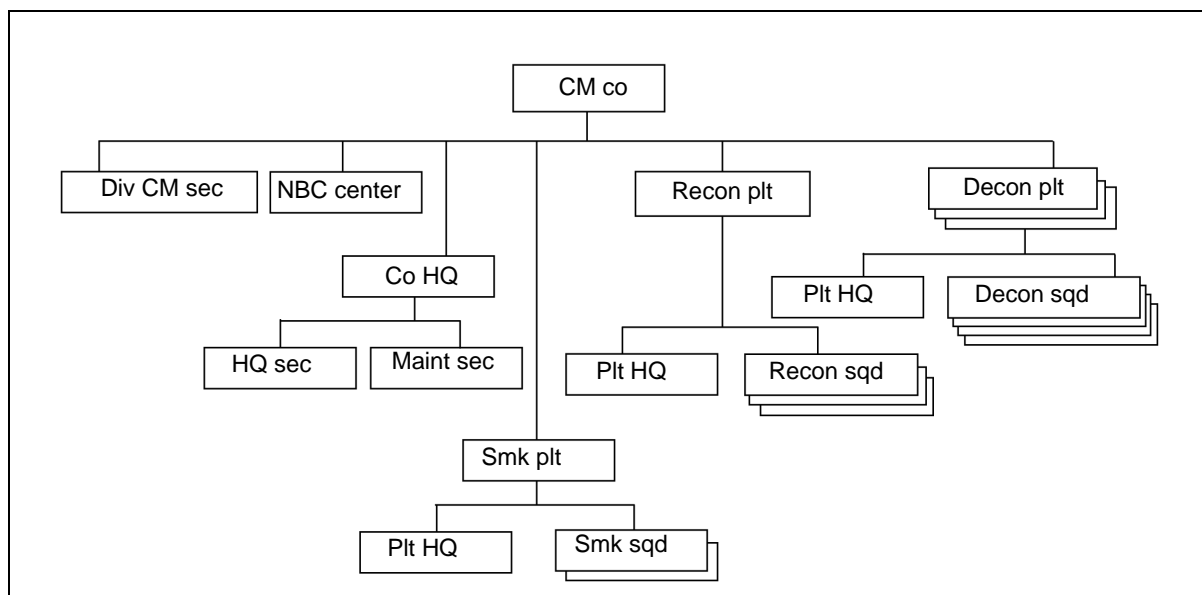 CM co
Div CM sec
NBC center
Recon plt
Decon plt
Co HQ
Plt HQ
Decon sqd
HQ sec
Maint sec
Plt HQ
Recon sqd
Smk plt
Plt HQ
Smk sqd